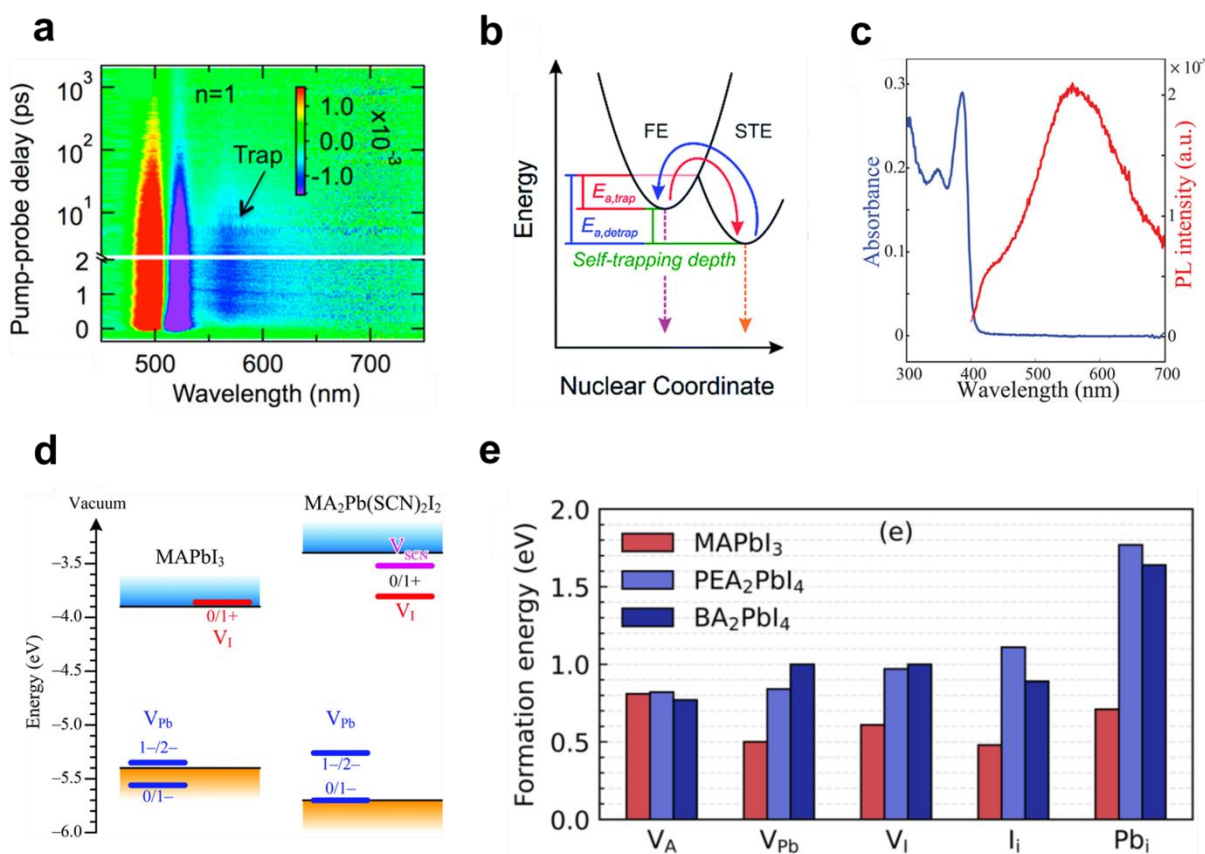 a
n=1
Trap
1.0
0.0
-1.0
×10⁻³
10³
10²
10¹
2
1
0
Pump-probe delay (ps)
500
600
700
Wavelength (nm)
b
FE
STE
Eₐ,trap
Eₐ,detrap
Self-trapping depth
Energy
Nuclear Coordinate
c
0.3
0.2
0.1
0
Absorbance
300
400
500
600
700
Wavelength (nm)
2
1
0
PL intensity (a.u.)
d
Vacuum
MAPbI₃
MA₂Pb(SCN)₂I₂
−3.5
−4.0
−4.5
−5.0
−5.5
−6.0
Energy (eV)
0/1+
V_I
V_Pb
1−/2−
0/1−
V_SCN
0/1+
V_I
V_Pb
1−/2−
0/1−
e
(e)
MAPbI₃
PEA₂PbI₄
BA₂PbI₄
2.0
1.5
1.0
0.5
0.0
Formation energy (eV)
V_A
V_Pb
V_I
I_i
Pb_i